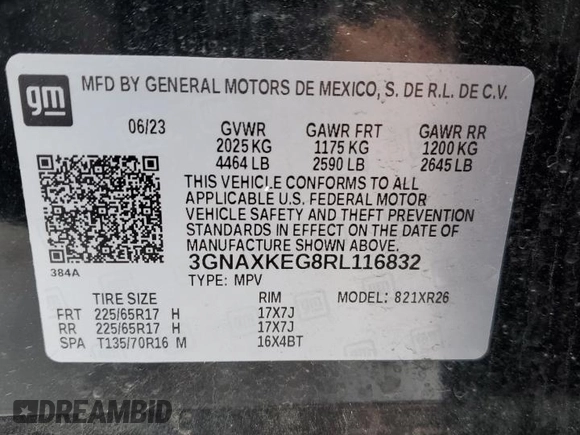 gm
MFD BY GENERAL MOTORS DE MEXICO, S. DE R.L. DE C.V.
06/23 GVWR GAWR FRT GAWR RR
2025 KG 1175 KG 1200 KG
4464 LB 2590 LB 2645 LB
THIS VEHICLE CONFORMS TO ALL
APPLICABLE U.S. FEDERAL MOTOR
VEHICLE SAFETY AND THEFT PREVENTION
STANDARDS IN EFFECT ON THE DATE OF
MANUFACTURE SHOWN ABOVE.
384A
3GNAXKEG8RL116832
TYPE: MPV
TIRE SIZE RIM MODEL: 821XR26
FRT 225/65R17 H 17X7J
RR 225/65R17 H 17X7J
SPA T135/70R16 M 16X4BT
DREAMBID